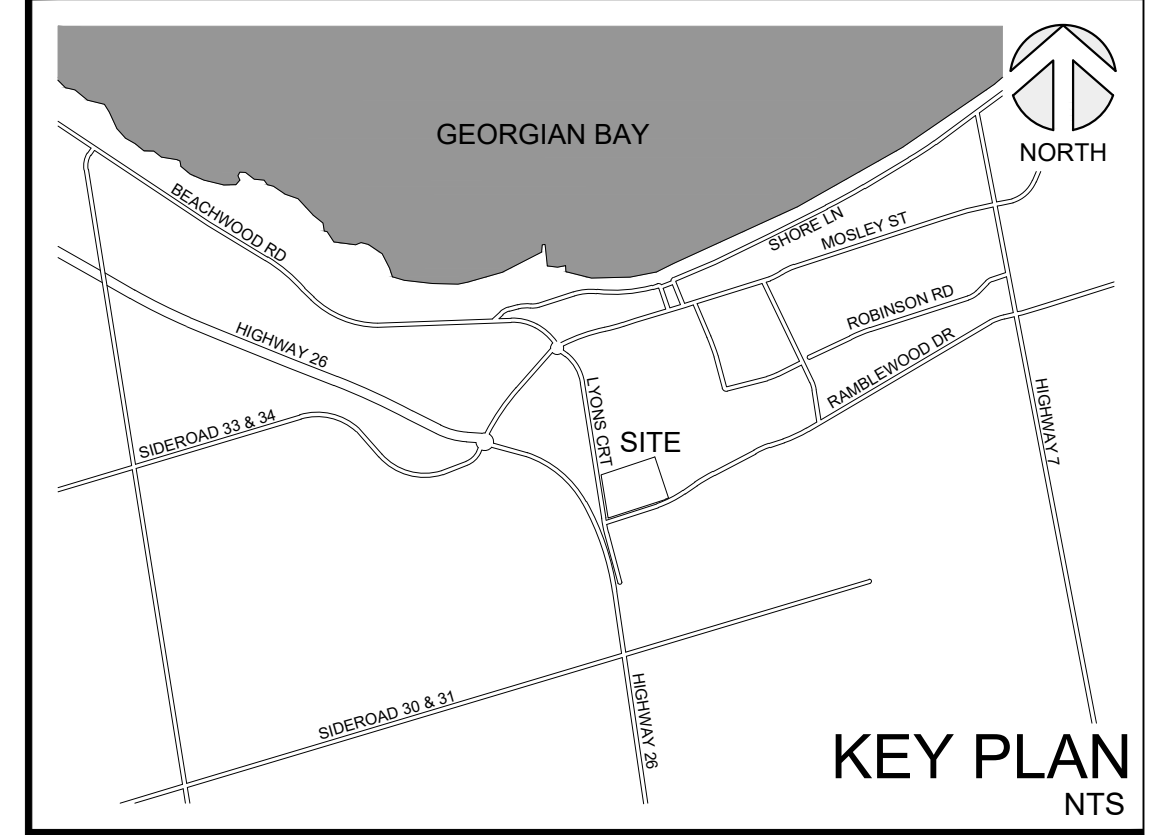 GEORGIAN BAY
NORTH
BEACHWOOD RD
SHORE LN
MOSLEY ST
ROBINSON RD
HIGHWAY 26
RAMBLEWOOD DR
LYONS CRT
HIGHWAY 7
SIDEROAD 33 & 34
SITE
SIDEROAD 30 & 31
HIGHWAY 26
KEY PLAN
NTS